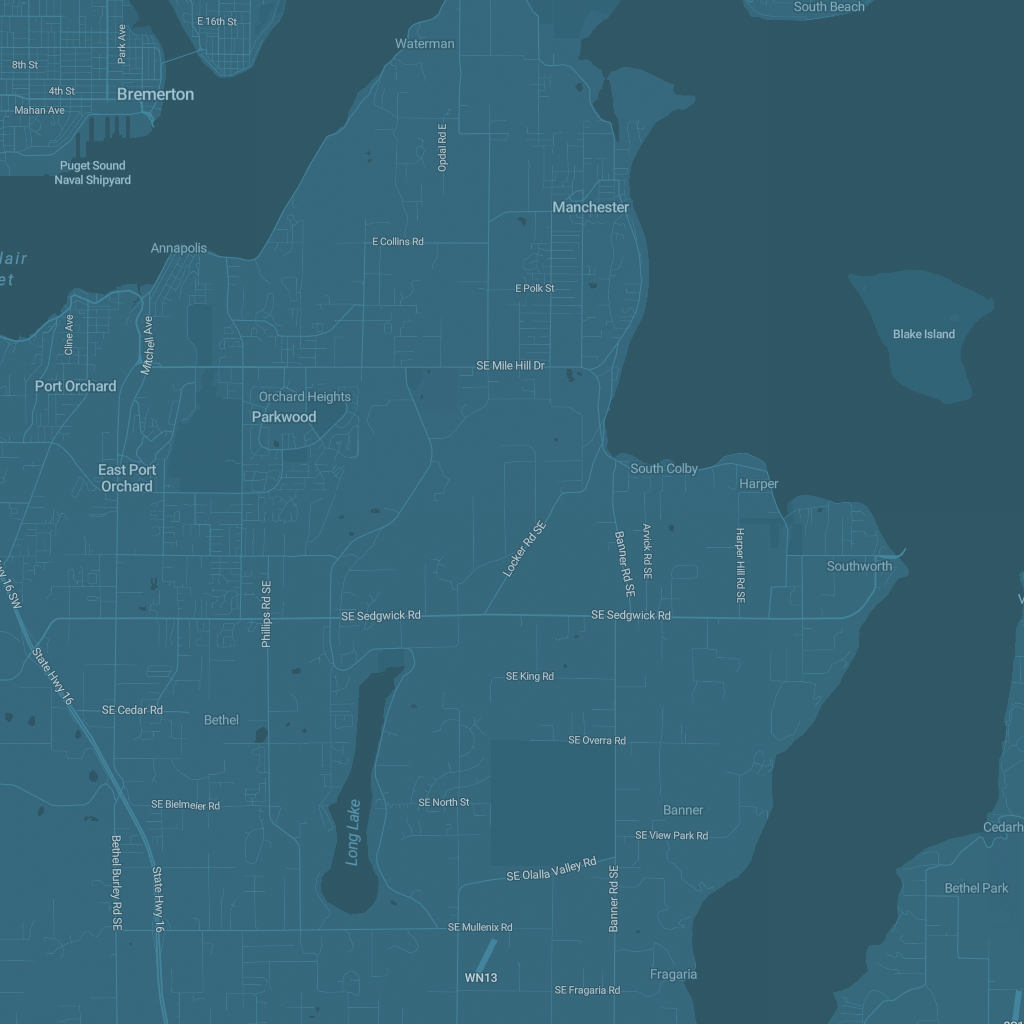 South Beach
E 16th St
Park Ave
Waterman
8th St
4th St
Bremerton
Mahan Ave
Opdal Rd E
Puget Sound
Naval Shipyard
Manchester
E Collins Rd
Annapolis
lair
et
E Polk St
Cline Ave
Mitchell Ave
Blake Island
SE Mile Hill Dr
Port Orchard
Orchard Heights
Parkwood
East Port
Orchard
South Colby
Harper
Locker Rd SE
Banner Rd SE
Arvick Rd SE
Harper Hill Rd SE
Southworth
wy 16 SW
Phillips Rd SE
SE Sedgwick Rd
SE Sedgwick Rd
State Hwy 16
SE King Rd
SE Cedar Rd
Bethel
SE Overra Rd
SE North St
SE Bielmeier Rd
Long Lake
Banner
SE View Park Rd
Cedarh
SE Olalla Valley Rd
Bethel Burley Rd SE
State Hwy 16
Banner Rd SE
Bethel Park
SE Mullenix Rd
WN13
Fragaria
SE Fragaria Rd